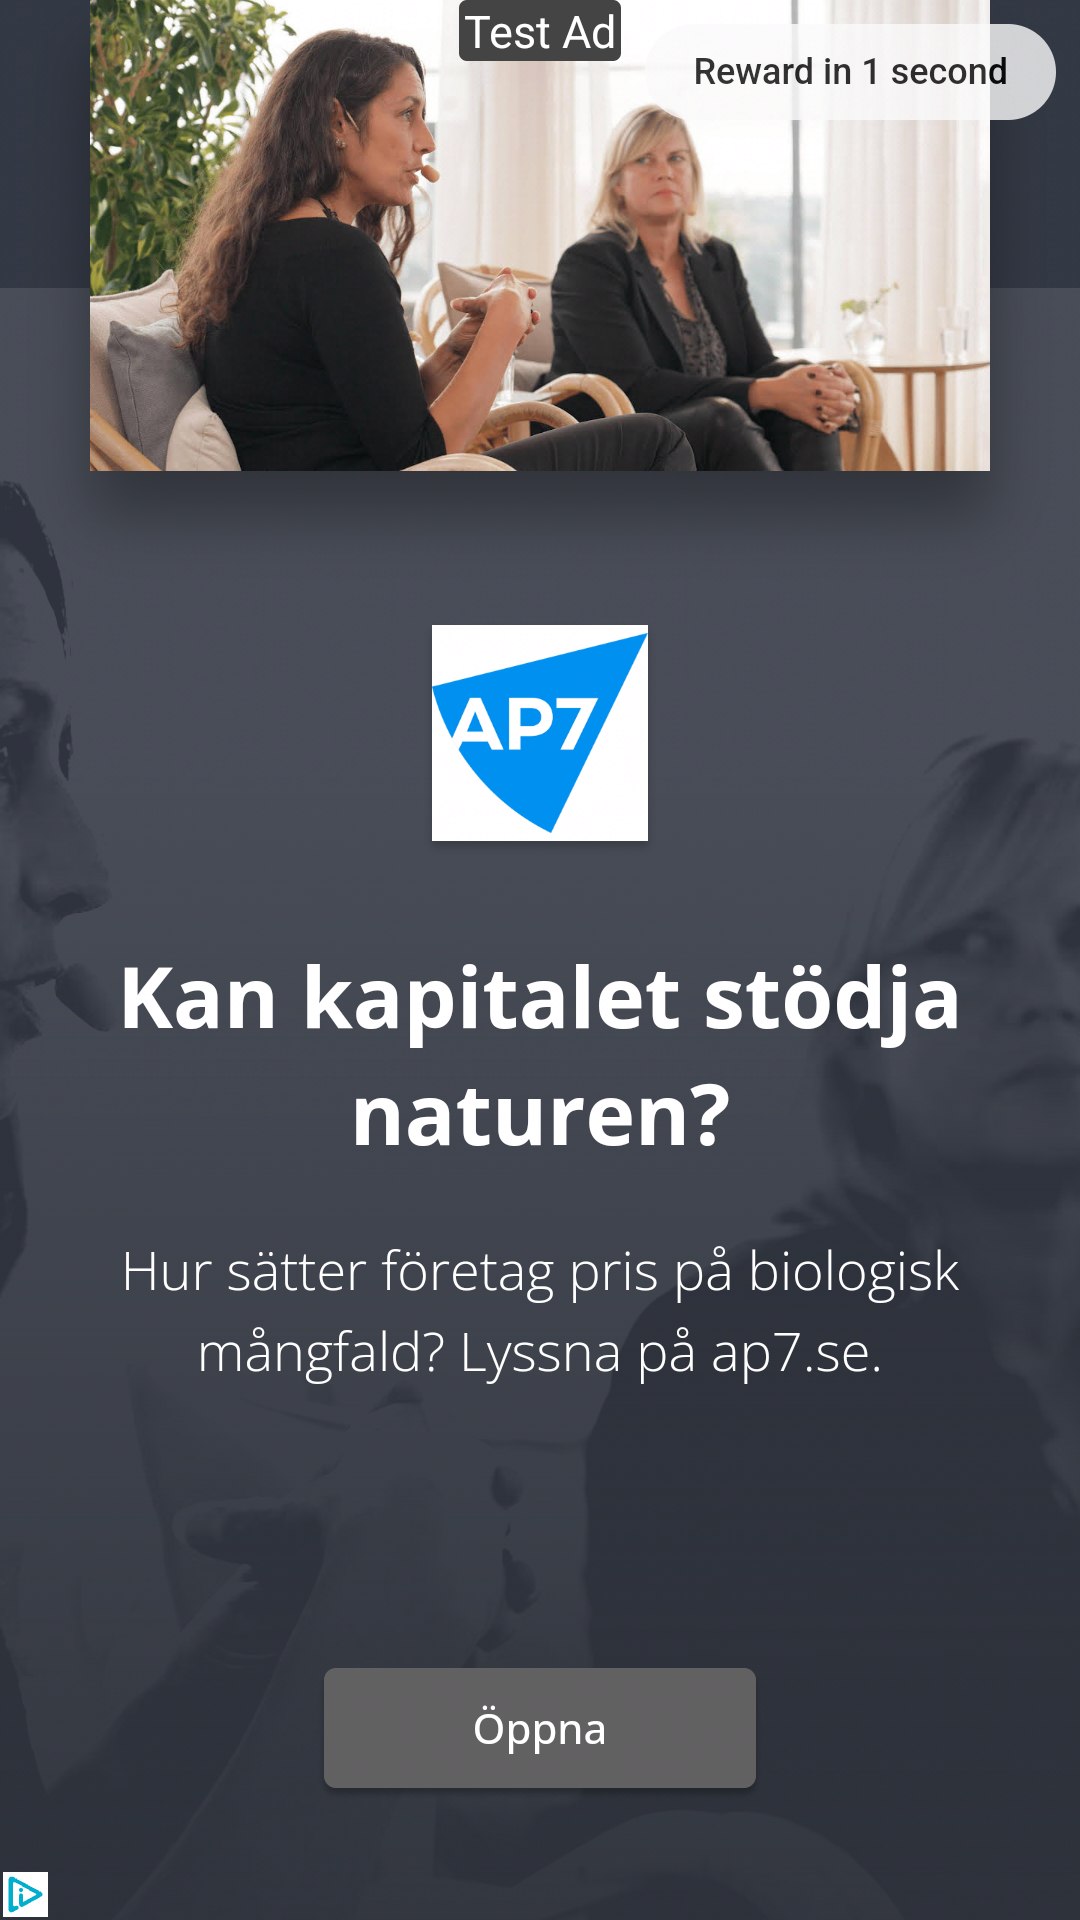 Test Ad
Reward in 1 second
AP7
Kan kapitalet stödja
naturen?
Hur sätter företag pris på biologisk
mångfald? Lyssna på ap7.se.
Öppna